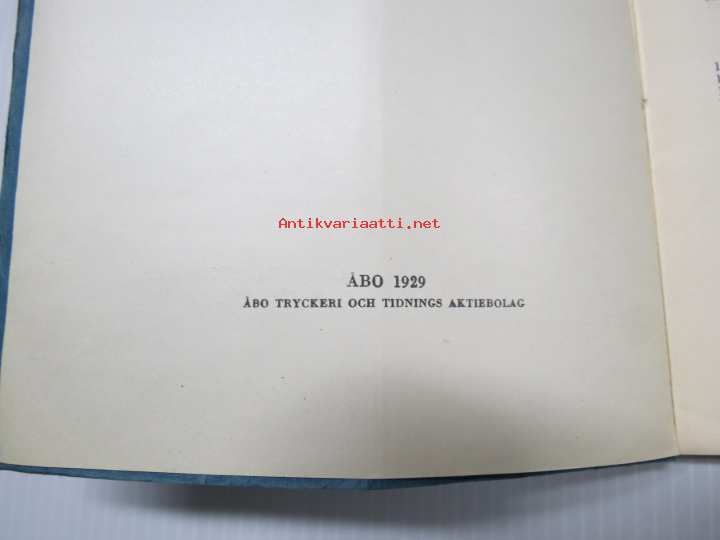 Antikvariaatti.net
ÅBO 1929
ÅBO TRYCKERI OCH TIDNINGS AKTIEBOLAG